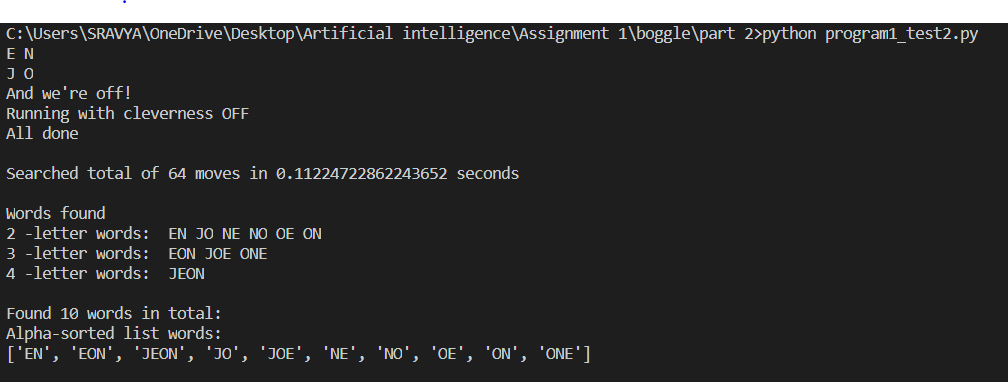 C:\Users\SRAVYA\OneDrive\Desktop\Artificial intelligence\Assignment 1\boggle\part 2>python program1_test2.py
E N
J O
And we're off!
Running with cleverness OFF
All done
Searched total of 64 moves in 0.11224722862243652 seconds
Words found
2 -letter words:  EN JO NE NO OE ON
3 -letter words:  EON JOE ONE
4 -letter words:  JEON
Found 10 words in total:
Alpha-sorted list words:
['EN', 'EON', 'JEON', 'JO', 'JOE', 'NE', 'NO', 'OE', 'ON', 'ONE']